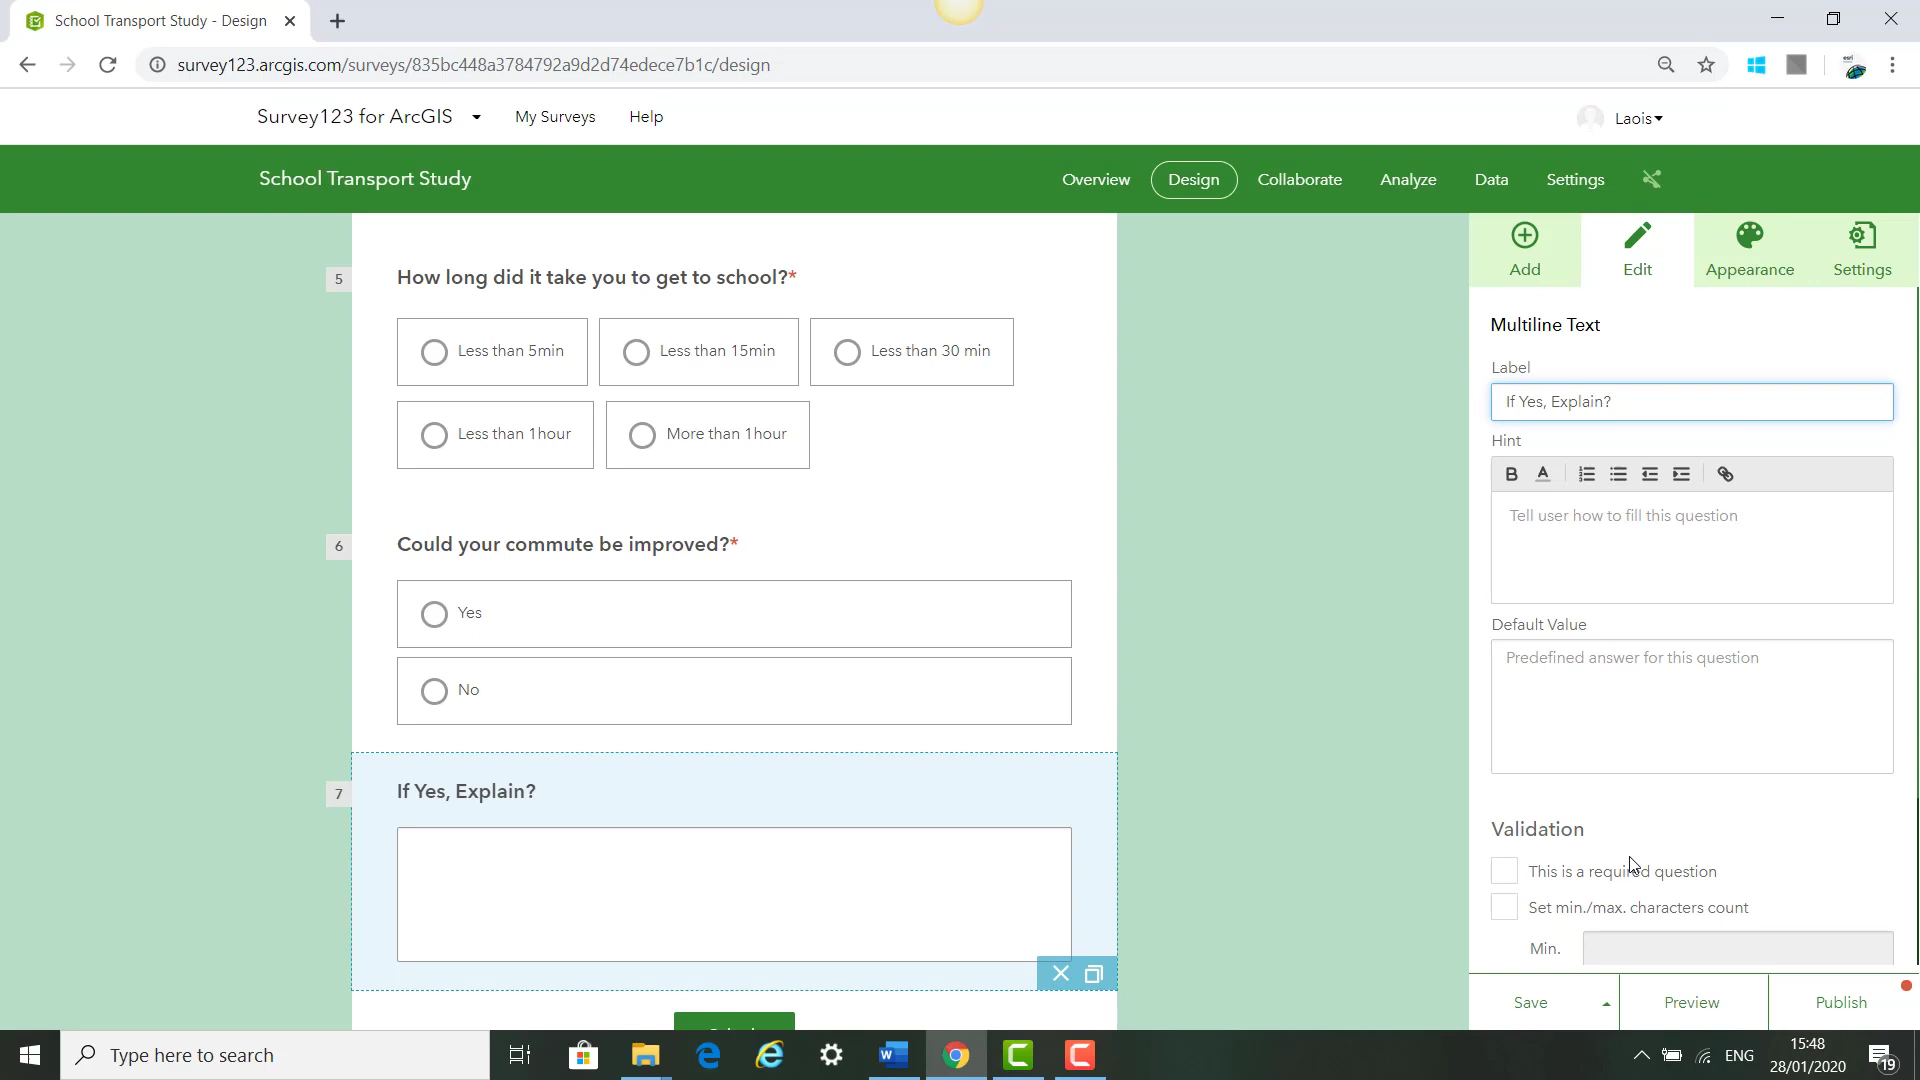 School Transport Study - Design
survey123.arcgis.com/surveys/835bc448a3784792a9d2d74edece7b1c/design
Survey123 for ArcGIS
My Surveys
Help
Laois
School Transport Study
Overview
Design
Collaborate
Analyze
Data
Settings
5
How long did it take you to get to school?*
Less than 5min
Less than 15min
Less than 30 min
Less than 1hour
More than 1hour
6
Could your commute be improved?*
Yes
No
7
If Yes, Explain?
Add
Edit
Appearance
Settings
Multiline Text
Label
If Yes, Explain?
Hint
B A
Tell user how to fill this question
Default Value
Predefined answer for this question
Validation
This is a required question
Set min./max. characters count
Min.
Save
Preview
Publish
Type here to search
ENG
15:48
28/01/2020
19